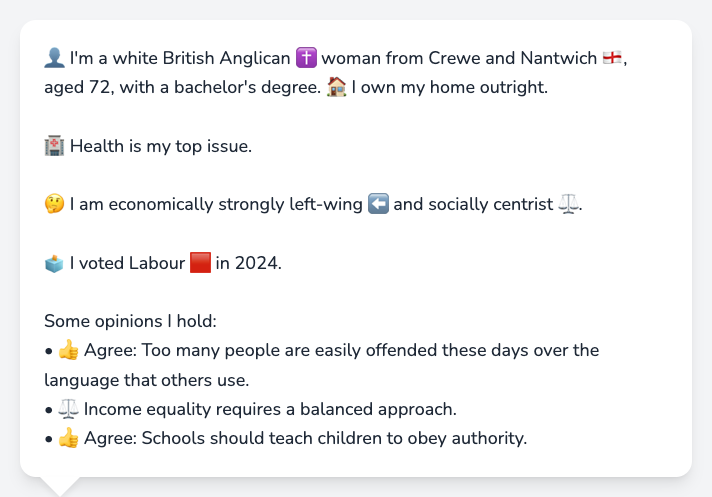 👤 I'm a white British Anglican ✝️ woman from Crewe and Nantwich 🏴󠁧󠁢󠁥󠁮󠁧󠁿,
aged 72, with a bachelor's degree. 🏠 I own my home outright.
🏥 Health is my top issue.
🤔 I am economically strongly left-wing ⬅️ and socially centrist ⚖️.
🗳️ I voted Labour 🟥 in 2024.
Some opinions I hold:
• 👍 Agree: Too many people are easily offended these days over the
language that others use.
• ⚖️ Income equality requires a balanced approach.
• 👍 Agree: Schools should teach children to obey authority.